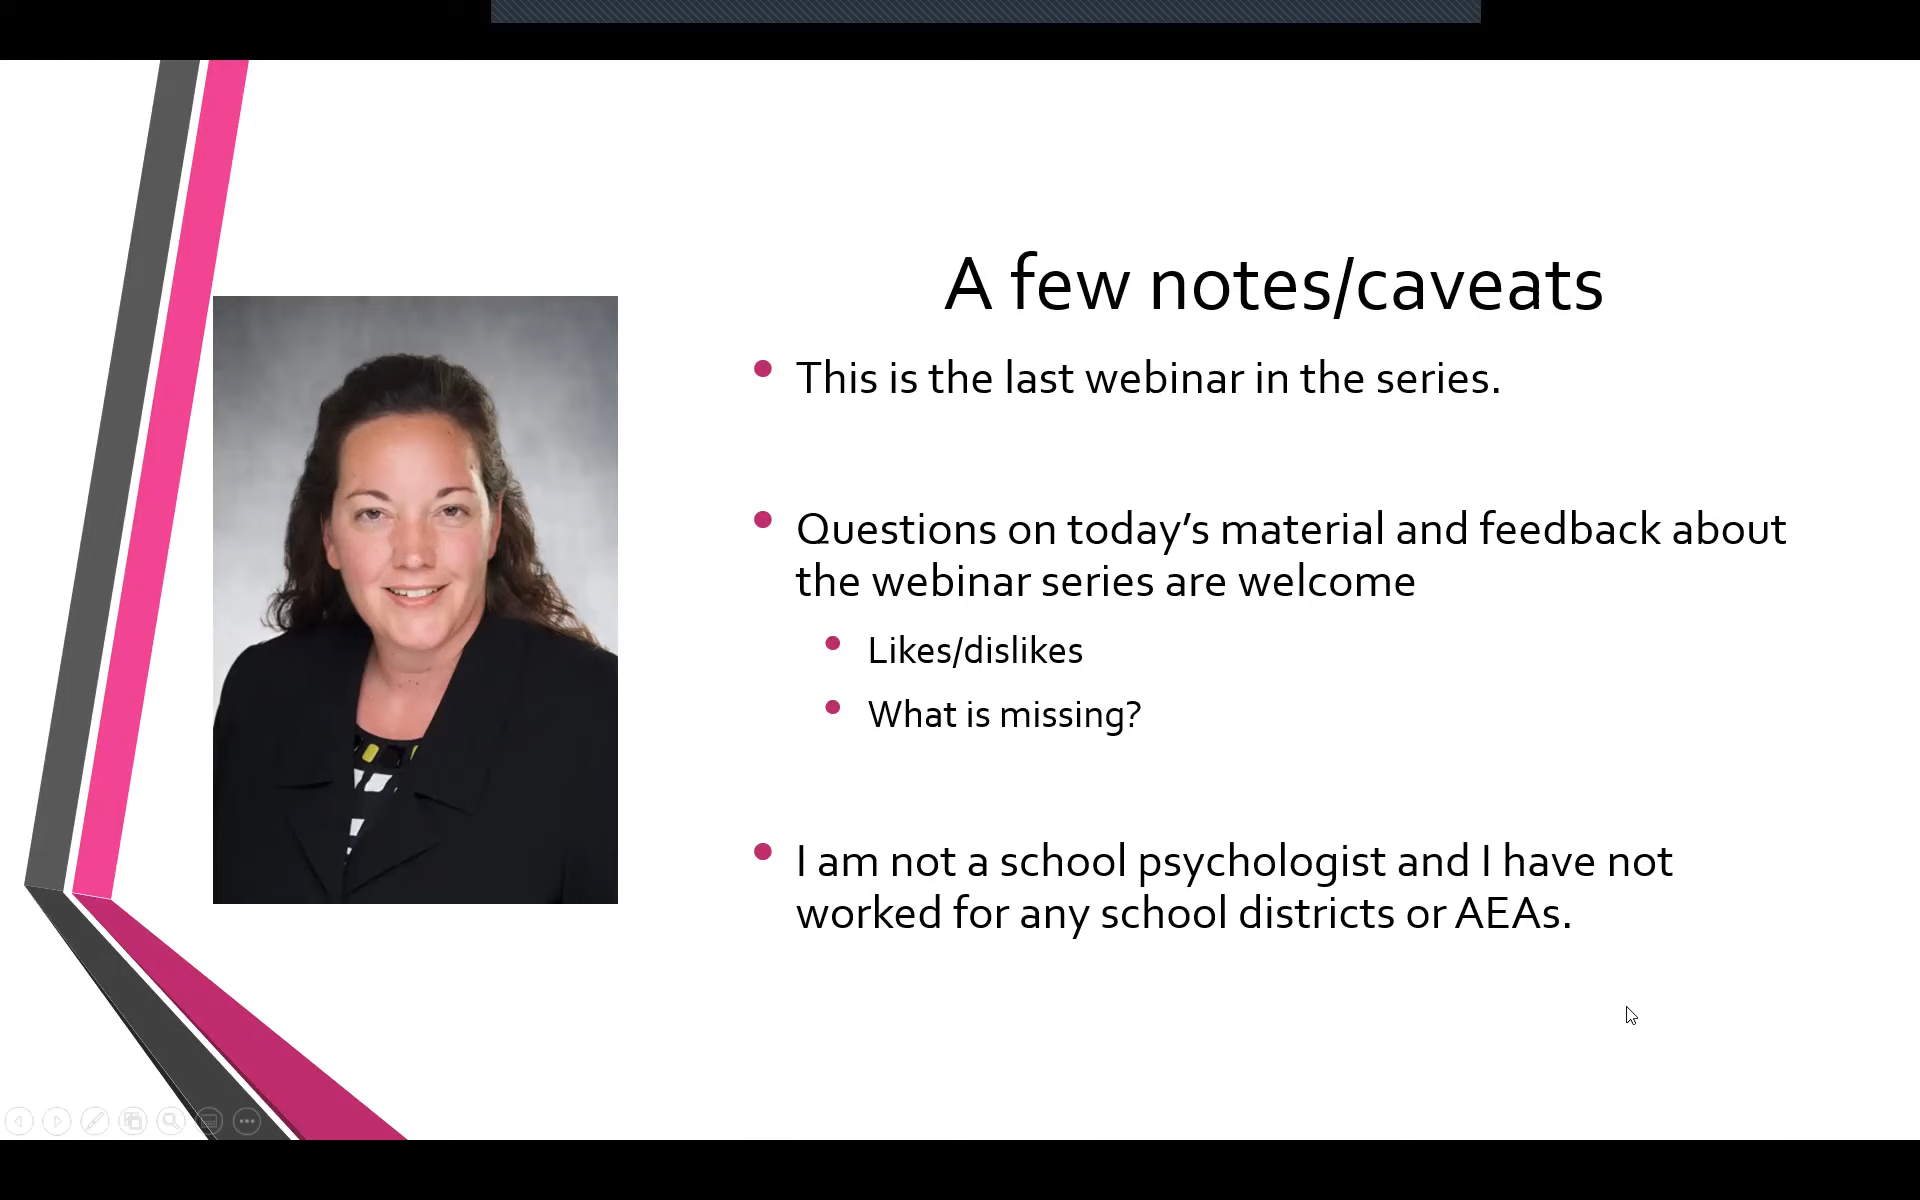 A few notes/caveats
This is the last webinar in the series.
Questions on today’s material and feedback about
the webinar series are welcome
Likes/dislikes
What is missing?
I am not a school psychologist and I have not
worked for any school districts or AEAs.